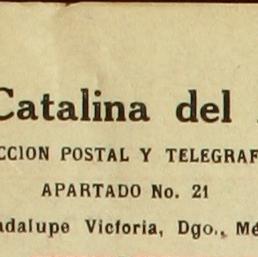 Catalina del
CCION POSTAL Y TELEGRAF
APARTADO No. 21
adalupe Victoria, Dgo., Mé